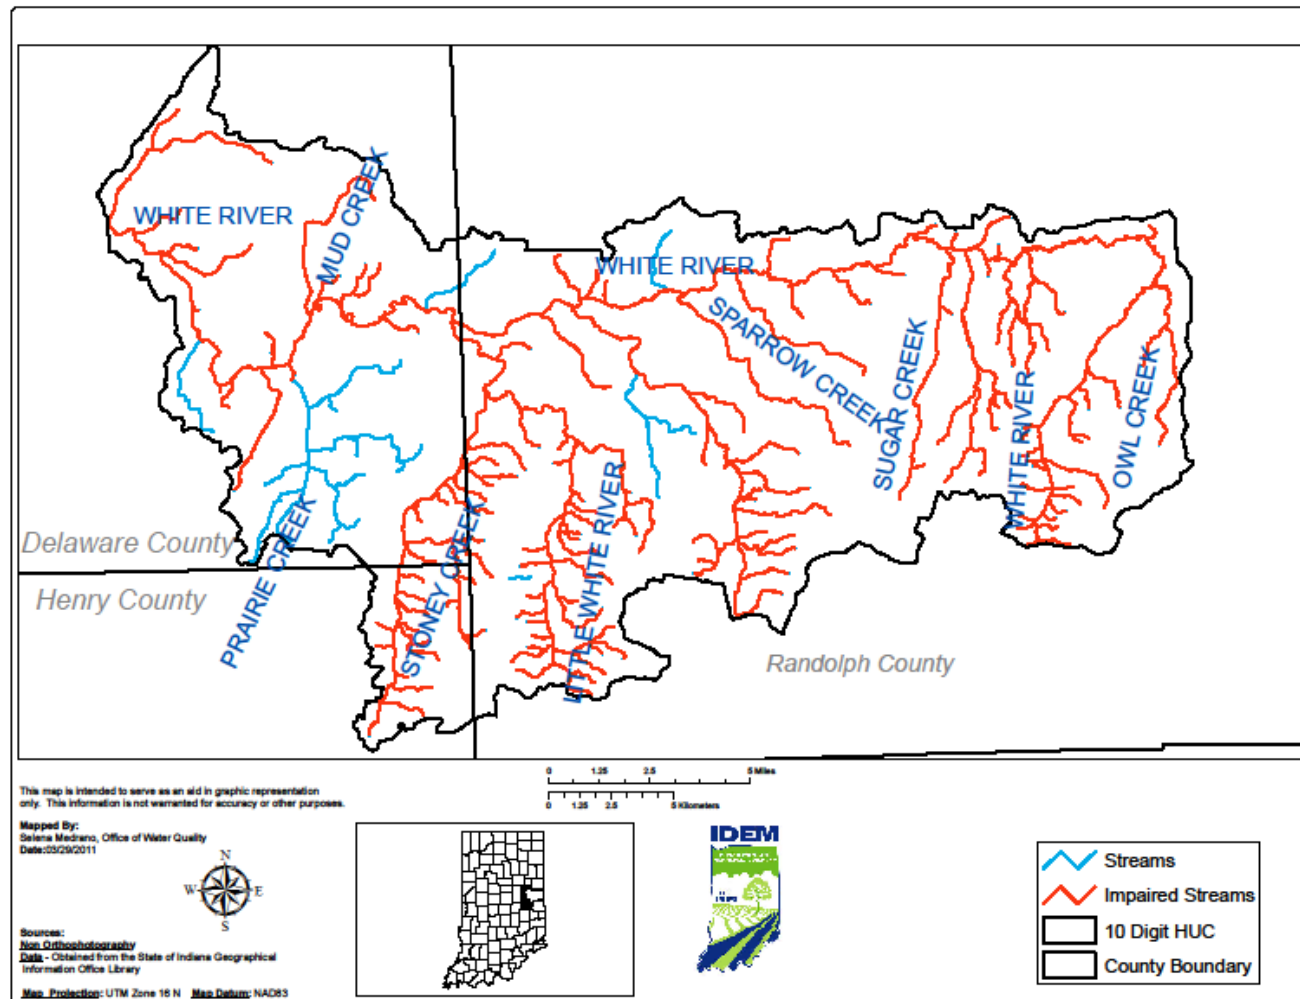 WHITE RIVER
MUD CREEK
WHITE RIVER
SPARROW CREEK
SUGAR CREEK
WHITE RIVER
OWL CREEK
PRAIRIE CREEK
STONEY CREEK
LITTLE WHITE RIVER
Delaware County
Henry County
Randolph County
This map is intended to serve as an aid in graphic representation
only. This information is not warranted for accuracy or other purposes.
Mapped By:
Selena Medrano, Office of Water Quality
Date:03/29/2011
N
W E
S
Sources:
Non Orthophotography
Data - Obtained from the State of Indiana Geographical
Information Office Library
Map Projection: UTM Zone 16 N Map Datum: NAD83
0 1.25 2.5 5 Miles
0 1.25 2.5 5 Kilometers
IDEM
Streams
Impaired Streams
10 Digit HUC
County Boundary